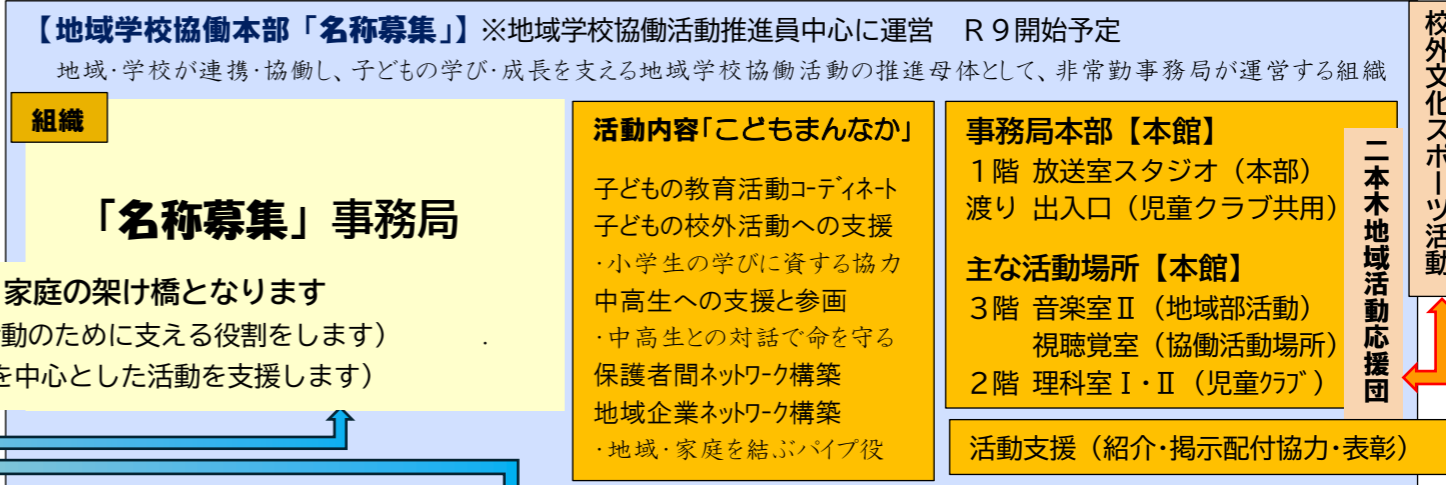 【地域学校協働本部「名称募集」】※地域学校協働活動推進員中心に運営　Ｒ９開始予定
地域・学校が連携・協働し、子どもの学び・成長を支える地域学校協働活動の推進母体として、非常勤事務局が運営する組織
組織
「名称募集」事務局
家庭の架け橋となります
動のために支える役割をします）
を中心とした活動を支援します）
活動内容「こどもまんなか」
子どもの教育活動ｺｰﾃﾞｨﾈｰﾄ
子どもの校外活動への支援
・小学生の学びに資する協力
中高生への支援と参画
・中高生との対話で命を守る
保護者間ﾈｯﾄﾜｰｸ構築
地域企業ﾈｯﾄﾜｰｸ構築
・地域・家庭を結ぶパイプ役
事務局本部【本館】
１階 放送室スタジオ（本部）
渡り 出入口（児童クラブ共用）
主な活動場所【本館】
３階 音楽室Ⅱ（地域部活動）
視聴覚室（協働活動場所）
２階 理科室Ⅰ・Ⅱ（児童ｸﾗﾌﾞ）
活動支援（紹介・掲示配付協力・表彰）
二本木地域活動応援団
校外文化スポーツ活動